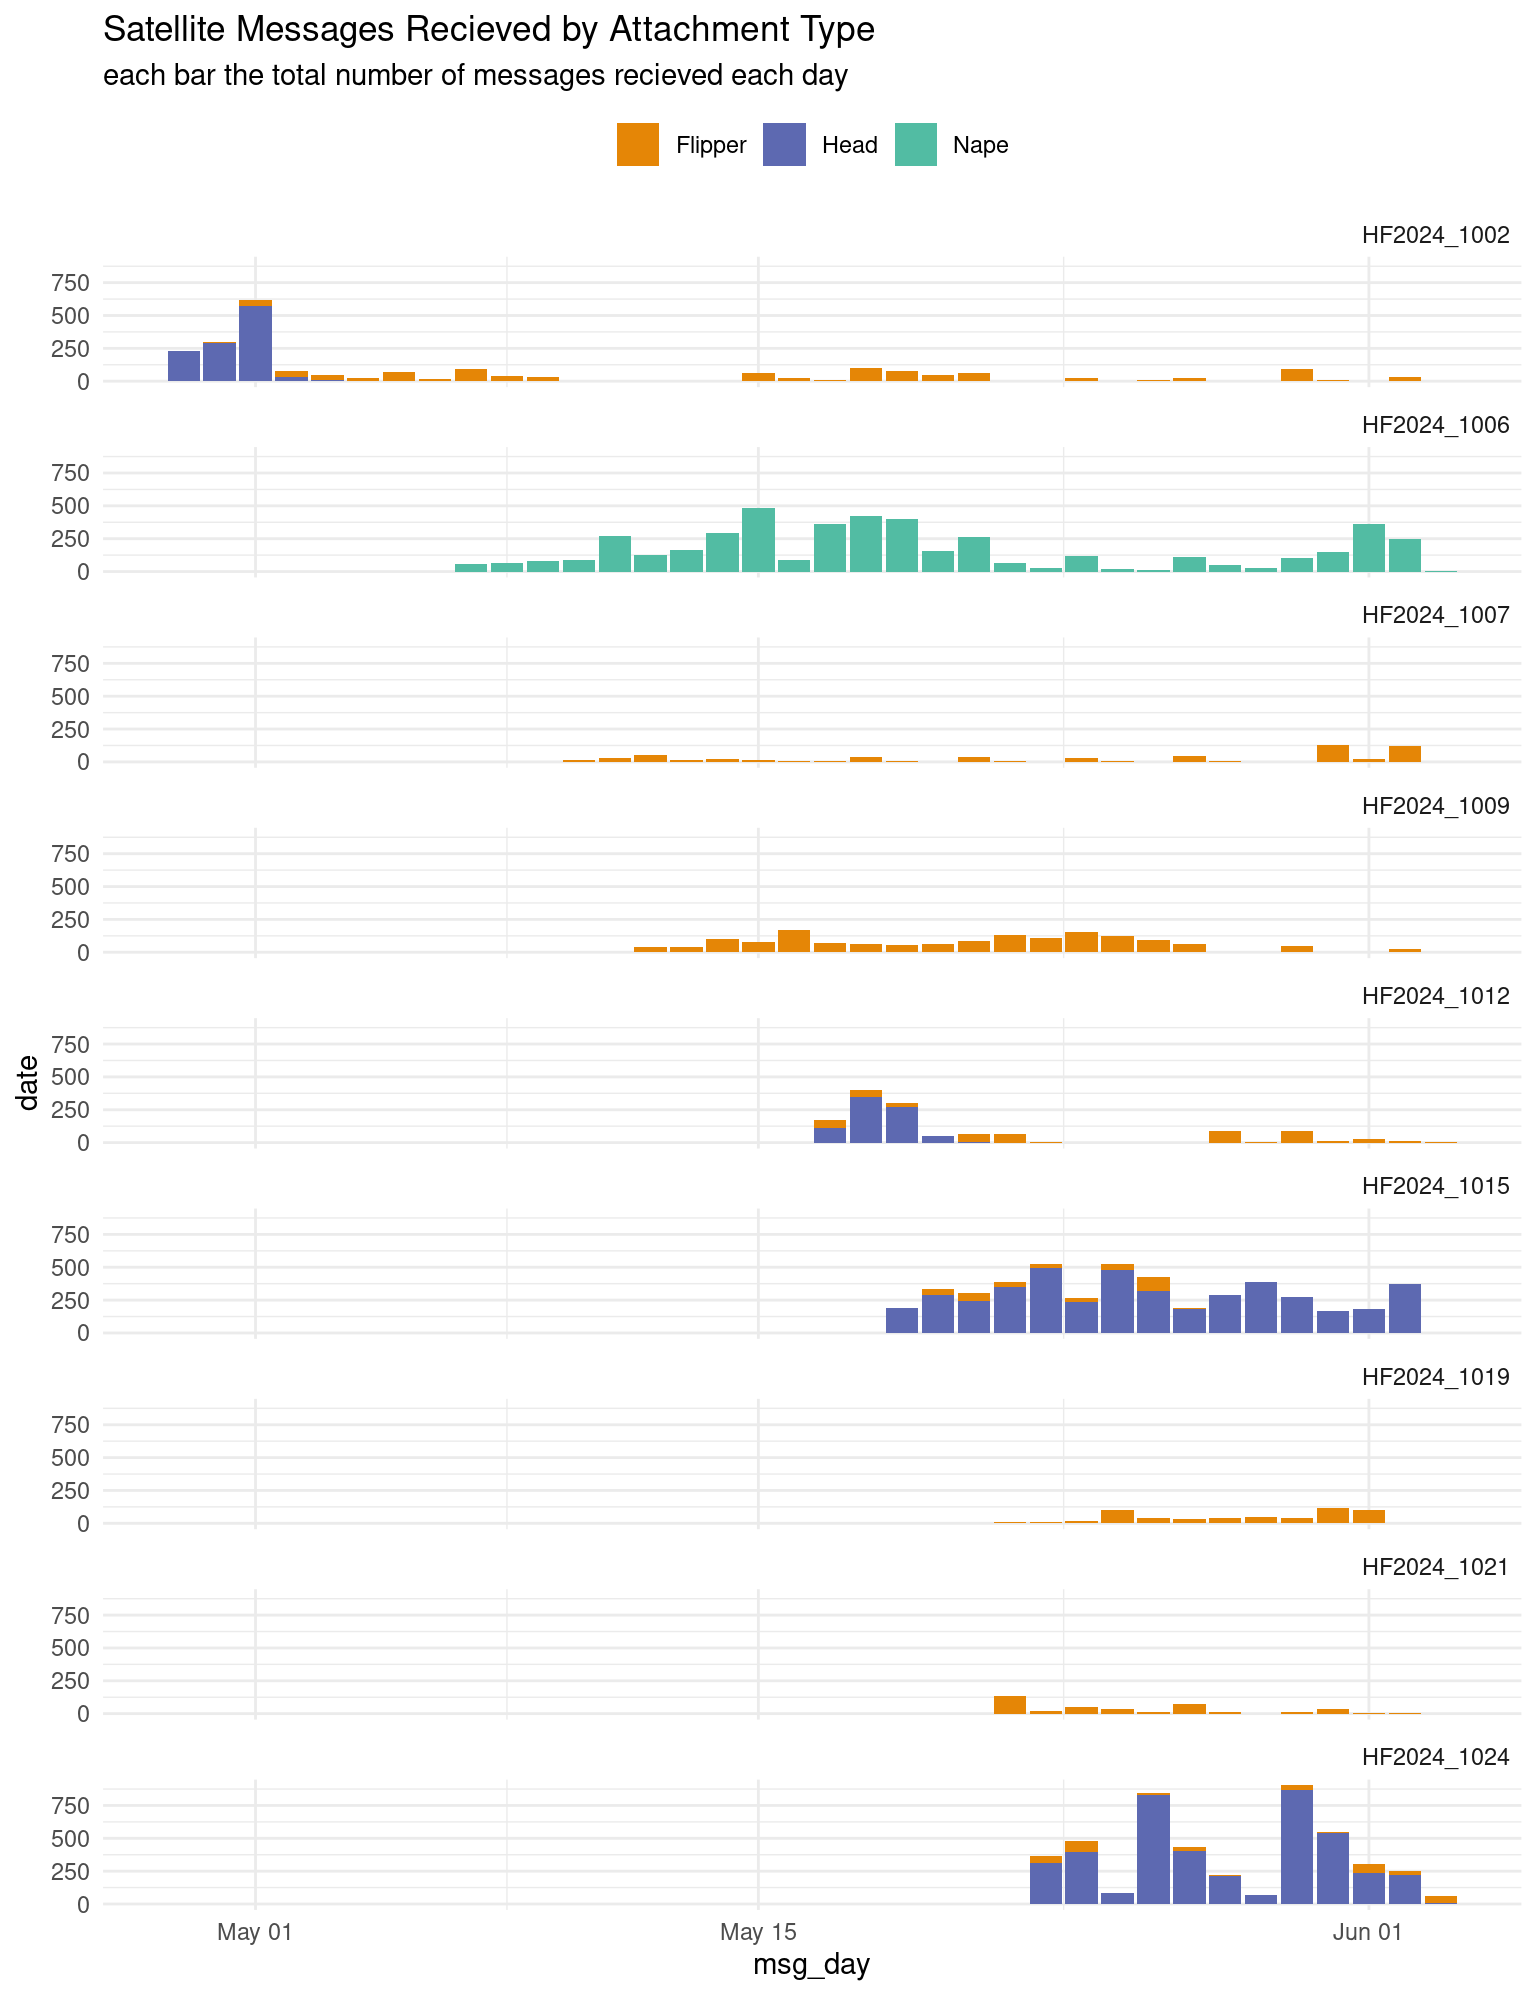 Satellite Messages Recieved by Attachment Type
each bar the total number of messages recieved each day
Flipper Head Nape
HF2024_1002
750
500
250
0
HF2024_1006
750
500
250
0
HF2024_1007
750
500
250
0
HF2024_1009
750
500
250
0
HF2024_1012
750
500
250
0
date
HF2024_1015
750
500
250
0
HF2024_1019
750
500
250
0
HF2024_1021
750
500
250
0
HF2024_1024
750
500
250
0
May 01 May 15 Jun 01
msg_day